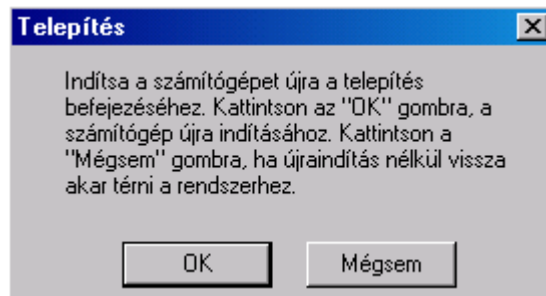 Telepítés
Indítsa a számítógépet újra a telepítés
befejezéséhez. Kattintson az "OK" gombra, a
számítógép újra indításához. Kattintson a
"Mégsem" gombra, ha újraindítás nélkül vissza
akar térni a rendszerhez.
OK
Mégsem